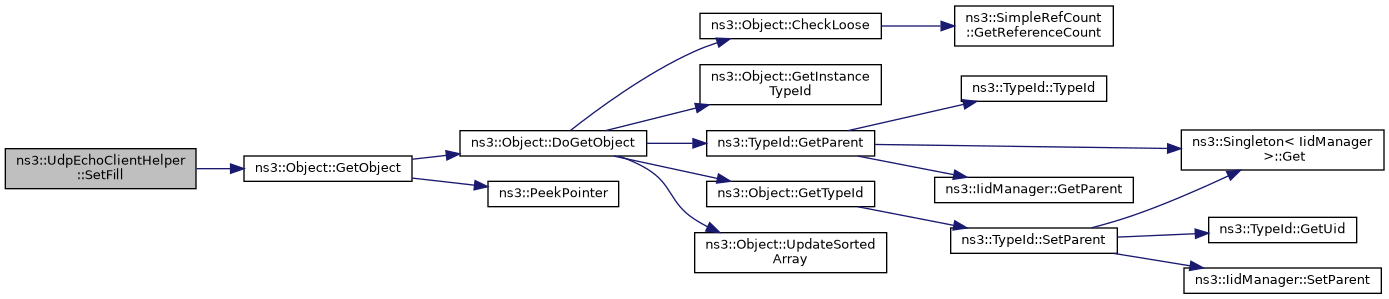 ns3::UdpEchoClientHelper
::SetFill
ns3::Object::GetObject
ns3::Object::DoGetObject
ns3::PeekPointer
ns3::Object::CheckLoose
ns3::SimpleRefCount
::GetReferenceCount
ns3::Object::GetInstance
TypeId
ns3::TypeId::GetParent
ns3::TypeId::TypeId
ns3::Singleton< IidManager
>::Get
ns3::IidManager::GetParent
ns3::Object::GetTypeId
ns3::TypeId::SetParent
ns3::TypeId::GetUid
ns3::IidManager::SetParent
ns3::Object::UpdateSorted
Array